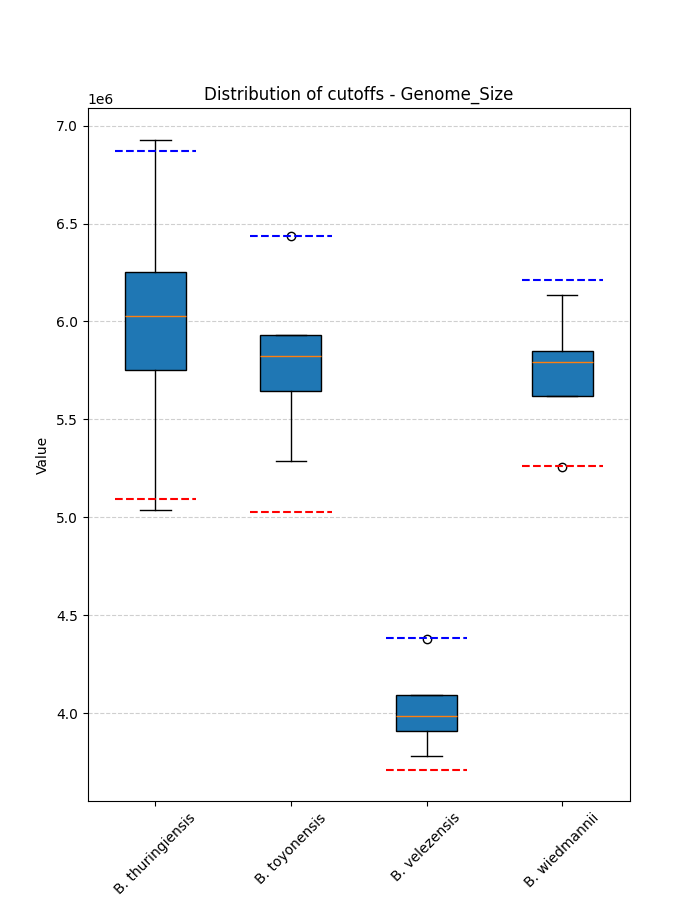 Distribution of cutoffs - Genome_Size
1e6
7.0
6.5
6.0
5.5
5.0
4.5
4.0
Value
B. thuringiensis
B. toyonensis
B. velezensis
B. wiedmannii